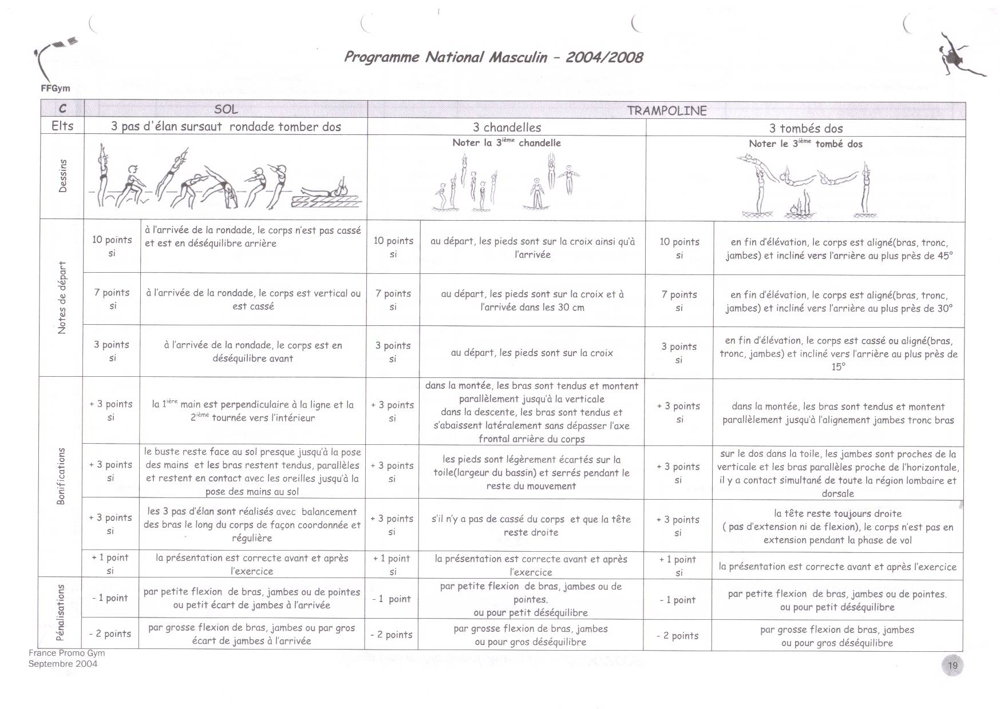 Programme National Masculin - 2004/2008
FFGym
C
SOL
TRAMPOLINE
Elts
3 pas d'élan sursaut rondade tomber dos
3 chandelles
3 tombés dos
Dessins
Noter la 3ième chandelle
Noter le 3ième tombé dos
Notes de départ
10 points
si
à l'arrivée de la rondade, le corps n'est pas cassé
et est en déséquilibre arrière
10 points
si
au départ, les pieds sont sur la croix ainsi qu'à
l'arrivée
10 points
si
en fin d'élévation, le corps est aligné(bras, tronc,
jambes) et incliné vers l'arrière au plus près de 45°
7 points
si
à l'arrivée de la rondade, le corps est vertical ou
est cassé
7 points
si
au départ, les pieds sont sur la croix et à
l'arrivée dans les 30 cm
7 points
si
en fin d'élévation, le corps est aligné(bras, tronc,
jambes) et incliné vers l'arrière au plus près de 30°
3 points
si
à l'arrivée de la rondade, le corps est en
déséquilibre avant
3 points
si
au départ, les pieds sont sur la croix
3 points
si
en fin d'élévation, le corps est cassé ou aligné(bras,
tronc, jambes) et incliné vers l'arrière au plus près de
15°
Bonifications
+ 3 points
si
la 1ière main est perpendiculaire à la ligne et la
2ième tournée vers l'intérieur
+ 3 points
si
dans la montée, les bras sont tendus et montent
parallèlement jusqu'à la verticale
dans la descente, les bras sont tendus et
s'abaissent latéralement sans dépasser l'axe
frontal arrière du corps
+ 3 points
si
dans la montée, les bras sont tendus et montent
parallèlement jusqu'à l'alignement jambes tronc bras
+ 3 points
si
le buste reste face au sol presque jusqu'à la pose
des mains et les bras restent tendus, parallèles
et restent en contact avec les oreilles jusqu'à la
pose des mains au sol
+ 3 points
si
les pieds sont légèrement écartés sur la
toile(largeur du bassin) et serrés pendant le
reste du mouvement
+ 3 points
si
sur le dos dans la toile, les jambes sont proches de la
verticale et les bras parallèles proche de l'horizontale,
il y a contact simultané de toute la région lombaire et
dorsale
+ 3 points
si
les 3 pas d'élan sont réalisés avec balancement
des bras le long du corps de façon coordonnée et
régulière
+ 3 points
si
s'il n'y a pas de cassé du corps et que la tête
reste droite
+ 3 points
si
la tête reste toujours droite
( pas d'extension ni de flexion), le corps n'est pas en
extension pendant la phase de vol
+ 1 point
si
la présentation est correcte avant et après
l'exercice
+ 1 point
si
la présentation est correcte avant et après
l'exercice
+ 1 point
si
la présentation est correcte avant et après l'exercice
Pénalisations
- 1 point
par petite flexion de bras, jambes ou de pointes
ou petit écart de jambes à l'arrivée
- 1 point
par petite flexion de bras, jambes ou de
pointes.
ou pour petit déséquilibre
- 1 point
par petite flexion de bras, jambes ou de pointes.
ou pour petit déséquilibre
- 2 points
par grosse flexion de bras, jambes ou par gros
écart de jambes à l'arrivée
- 2 points
par grosse flexion de bras, jambes
ou pour gros déséquilibre
- 2 points
par grosse flexion de bras, jambes
ou pour gros déséquilibre
France Promo Gym
Septembre 2004
19